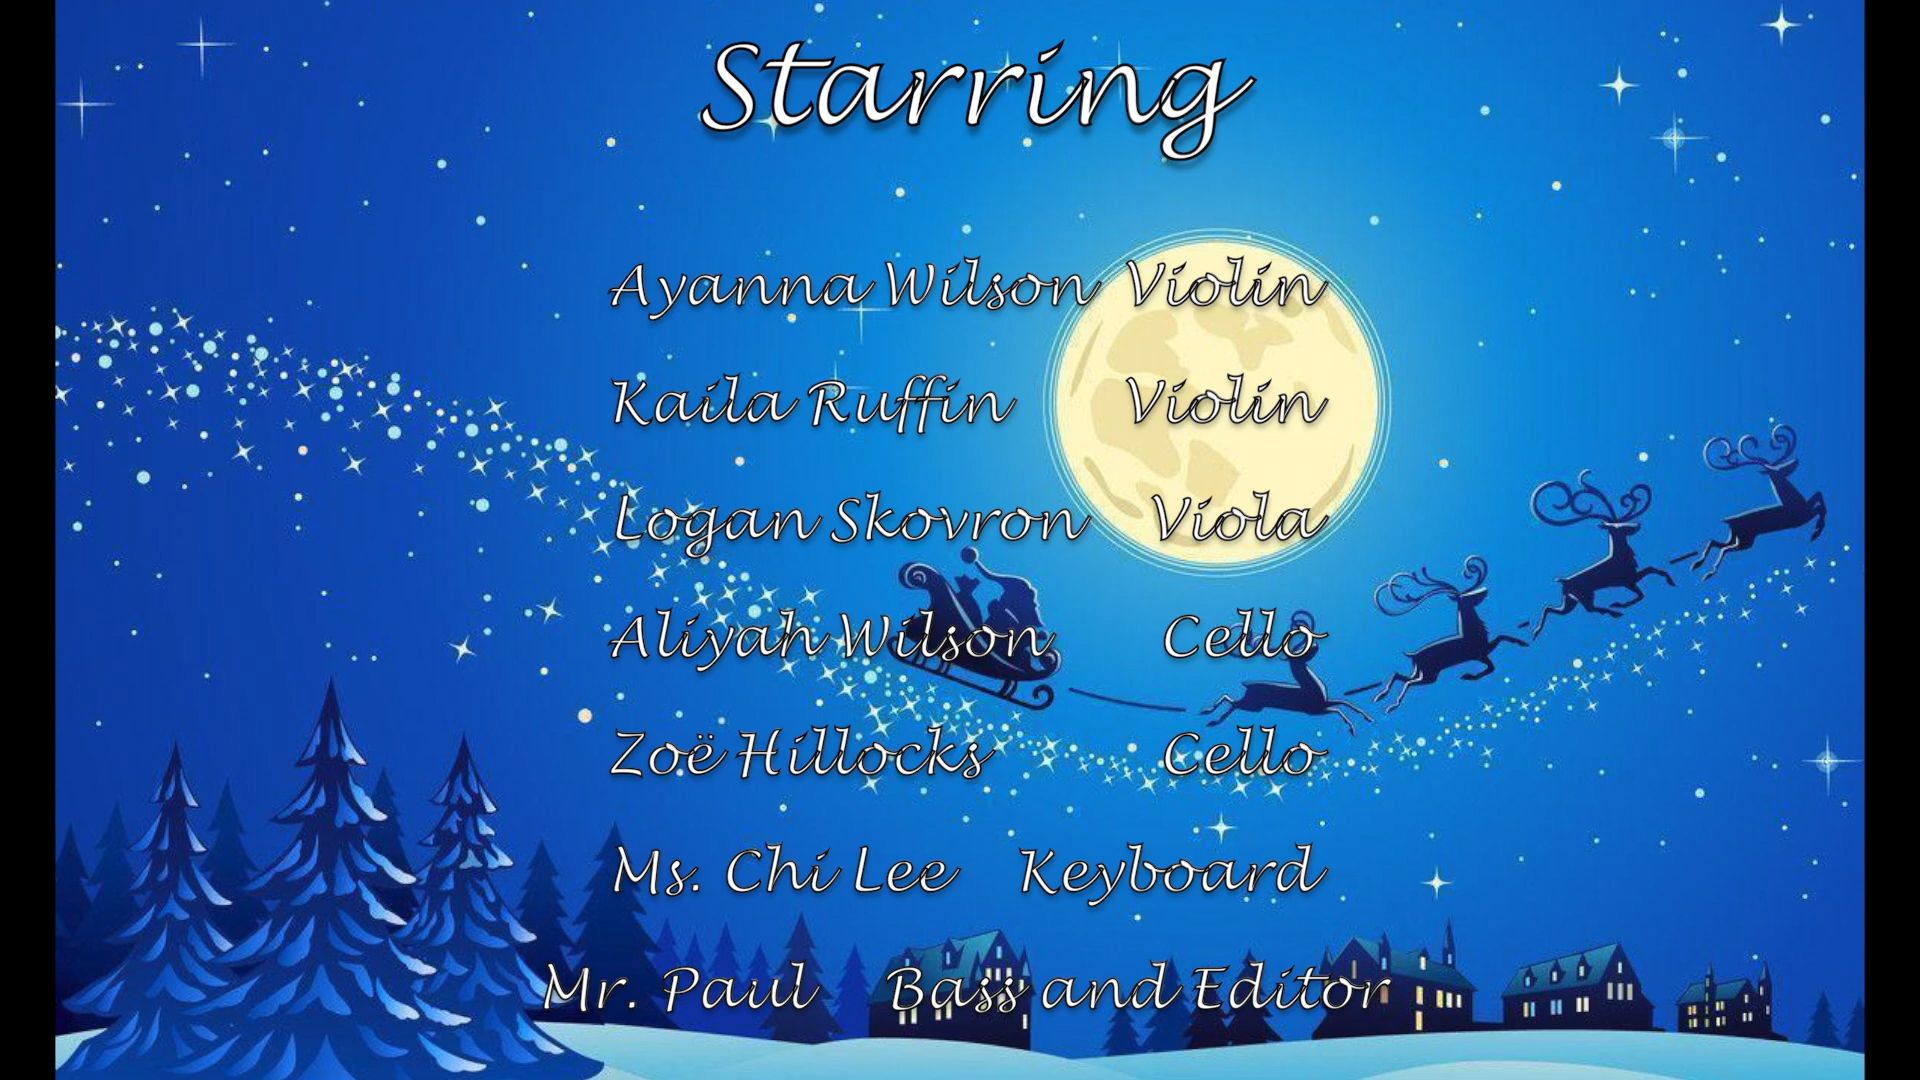 Starring
Ayanna Wilson Violin
Kaila Ruffin Violin
Logan Skovron Viola
Aliyah Wilson Cello
Zoë Hillocks Cello
Ms. Chi Lee Keyboard
Mr. Paul Bass and Editor